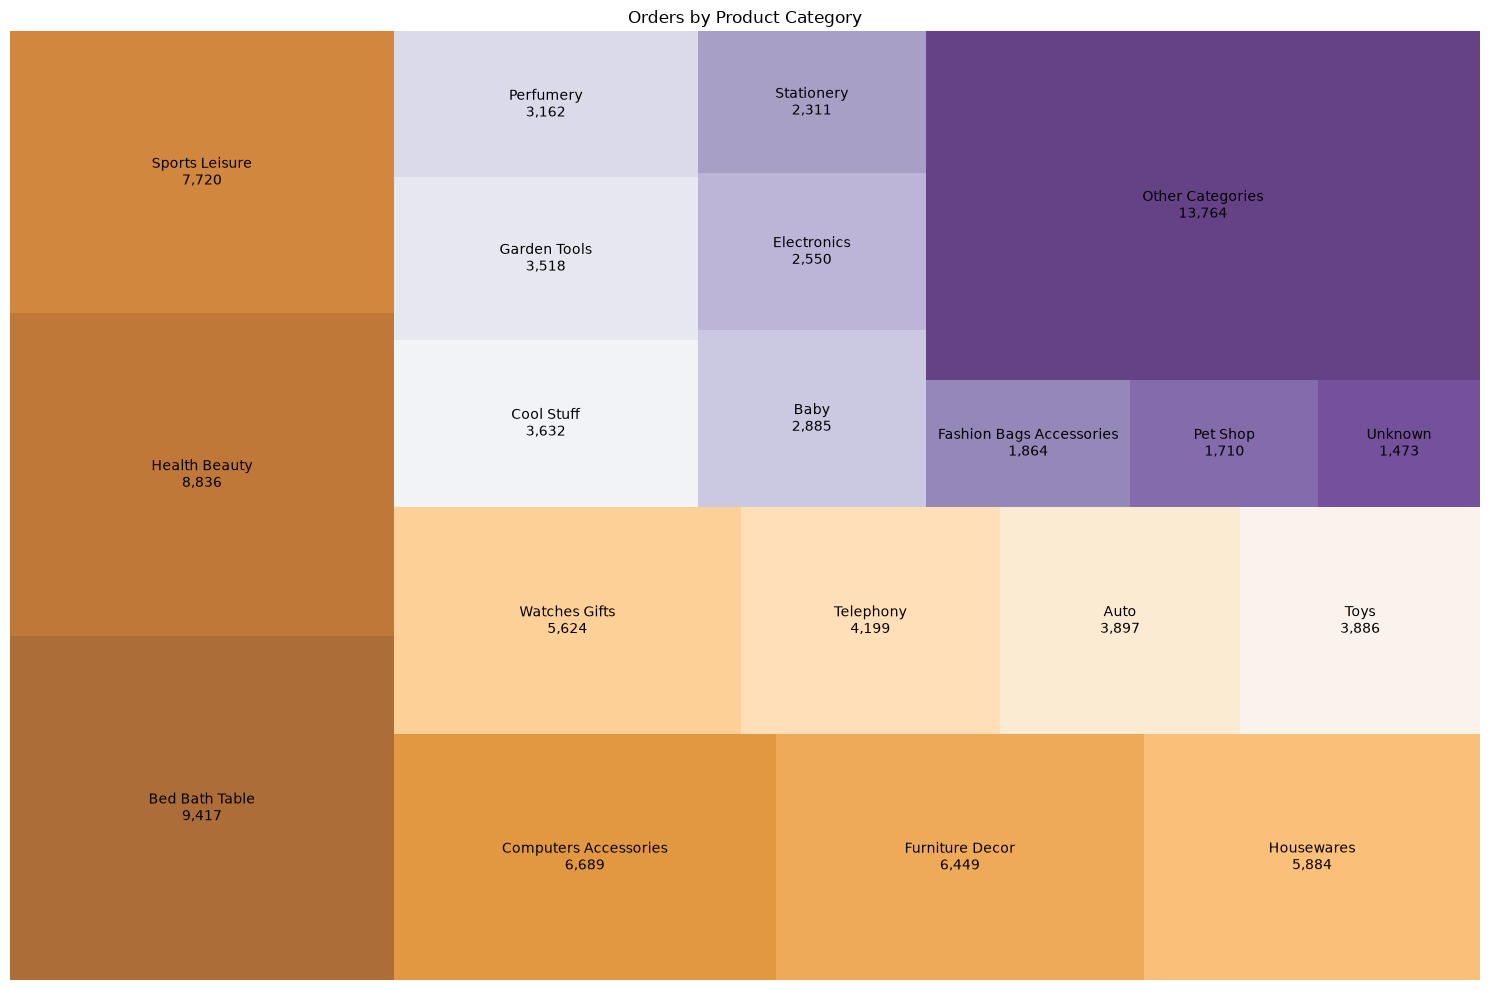 Orders by Product Category
Sports Leisure
7,720
Health Beauty
8,836
Bed Bath Table
9,417
Perfumery
3,162
Garden Tools
3,518
Cool Stuff
3,632
Stationery
2,311
Electronics
2,550
Baby
2,885
Other Categories
13,764
Fashion Bags Accessories
1,864
Pet Shop
1,710
Unknown
1,473
Watches Gifts
5,624
Telephony
4,199
Auto
3,897
Toys
3,886
Computers Accessories
6,689
Furniture Decor
6,449
Housewares
5,884